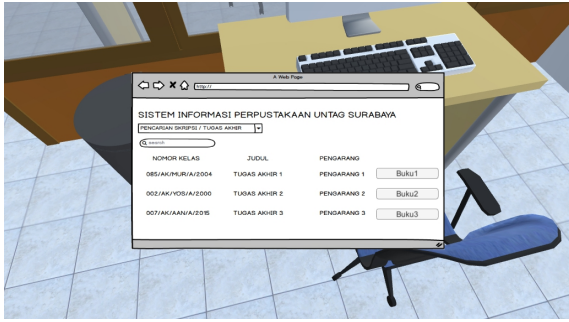 A Web Page
http://
SISTEM INFORMASI PERPUSTAKAAN UNTAG SURABAYA
PENCARIAN SKRIPSI / TUGAS AKHIR
search
NOMOR KELAS JUDUL PENGARANG
085/AK/MUR/A/2004 TUGAS AKHIR 1 PENGARANG 1 Buku1
002/AK/YOS/A/2000 TUGAS AKHIR 2 PENGARANG 2 Buku2
007/AK/AAN/A/2015 TUGAS AKHIR 3 PENGARANG 3 Buku3